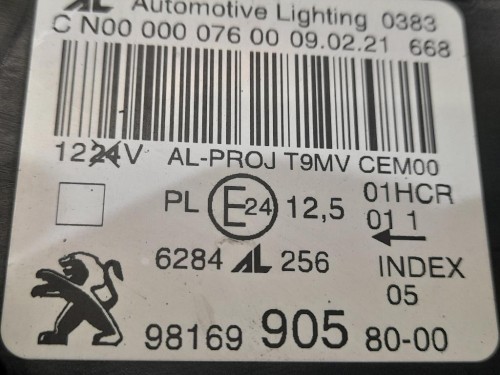 AL Automotive Lighting 0383
C N00 000 076 00 09.02.21 668
1224V AL-PROJ T9MV CEM00
PL E24 12,5 01HCR
01 1
6284 AL 256 INDEX
05
98169 905 80-00